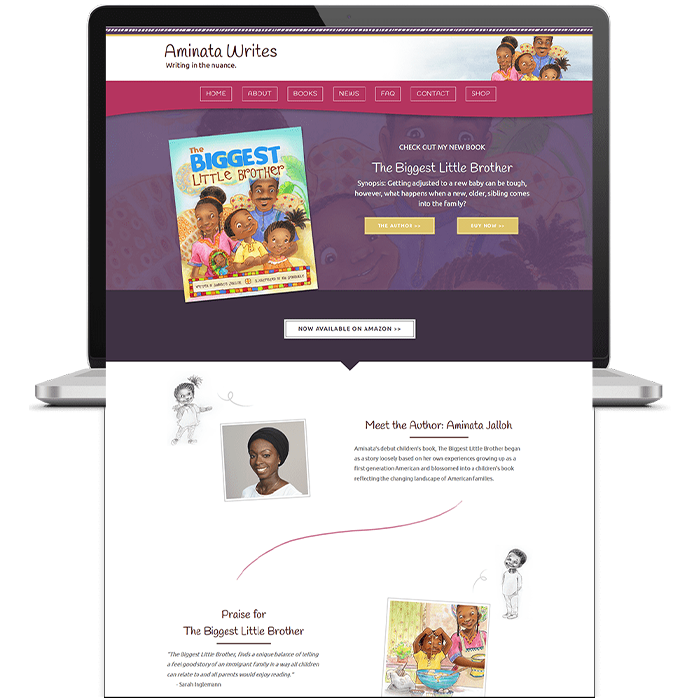 Aminata Writes
Writing in the nuance.
HOME ABOUT BOOKS NEWS FAQ CONTACT SHOP
The
BIGGEST
LITTLE BROTHER
WRITTEN BY AMINATA JALLOH
CHECK OUT MY NEW BOOK
The Biggest Little Brother
Synopsis: Getting adjusted to a new baby can be tough,
however, what happens when a new, older, sibling comes
into the family?
THE AUTHOR >> BUY NOW >>
NOW AVAILABLE ON AMAZON >>
Meet the Author: Aminata Jalloh
Aminata's debut children's book, The Biggest Little Brother began
as a story loosely based on her own experiences growing up as a
first-generation American and blossomed into a children's book
reflecting the changing landscape of American families.
Praise for
The Biggest Little Brother
"The Biggest Little Brother, finds a unique balance of telling
a feel good story of an immigrant family in a way all children
can relate to and all parents would enjoy reading."
- Sarah Inglemunn